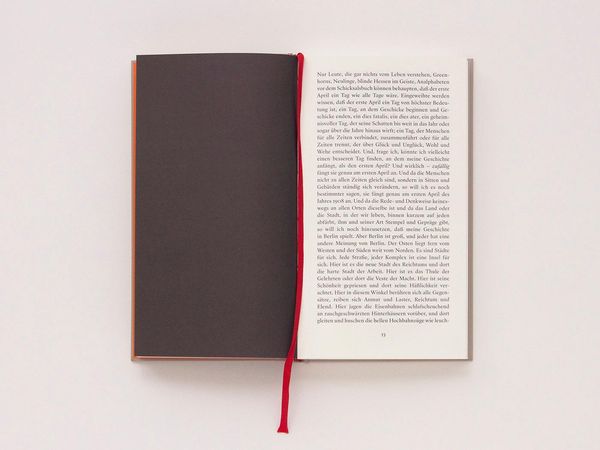 Nur Leute, die gar nichts vom Leben verstehen, Green-
horns, Neulinge, blinde Hessen im Geiste, Analphabeten
vor dem Schicksalsbuch können behaupten, daß der erste
April ein Tag wie alle Tage wäre. Eingeweihte werden
wissen, daß der erste April ein Tag von höchster Bedeu-
tung ist, ein Tag, an dem Geschicke beginnen und Ge-
schicke enden, ein dies fatalis, ein dies ater, ein geheim-
nisvoller Tag, der seine Schatten bis weit in das Jahr oder
sogar über die Jahre hinaus wirft; ein Tag, der Menschen
für alle Zeiten verbindet, zusammenführt oder für alle
Zeiten trennt, der über Glück und Unglück, Wohl und
Wehe entscheidet. Und, frage ich, könnte ich vielleicht
einen besseren Tag finden, an dem meine Geschichte
anfängt, als den ersten April? Und wirklich – zufällig
fängt sie genau am ersten April an. Und da die Menschen
nicht zu allen Zeiten gleich sind, sondern in Sitten und
Gebärden ständig sich verändern, so will ich es noch
bestimmter sagen, sie fängt genau am ersten April des
Jahres 1908 an. Und da die Rede- und Denkweise keines-
wegs an allen Orten dieselbe ist und da das Land oder
die Stadt, in der wir leben, binnen kurzem auf jeden
abfärbt, ihm und seiner Art Stempel und Gepräge gibt,
so will ich noch hinzusetzen, daß meine Geschichte
in Berlin spielt. Aber Berlin ist groß, und jeder hat eine
andere Meinung von Berlin. Der Osten liegt fern vom
Westen und der Süden weit vom Norden. Es sind Städte
für sich. Jede Straße, jeder Komplex ist eine Insel für
sich. Hier ist es die neue Stadt des Reichtums und dort
die harte Stadt der Arbeit. Hier ist es das Thule der
Gelehrten oder dort die Veste der Macht. Hier ist seine
Schönheit gepriesen und dort seine Häßlichkeit ver-
schrien. Hier in diesem Winkel berühren sich alle Gegen-
sätze, reiben sich Anmut und Laster, Reichtum und
Elend. Hier jagen die Eisenbahnen schlafscheuchend
an rauchgeschwärzten Hinterhäusern vorüber, und dort
gleiten und huschen die hellen Hochbahnzüge wie leuch-
13